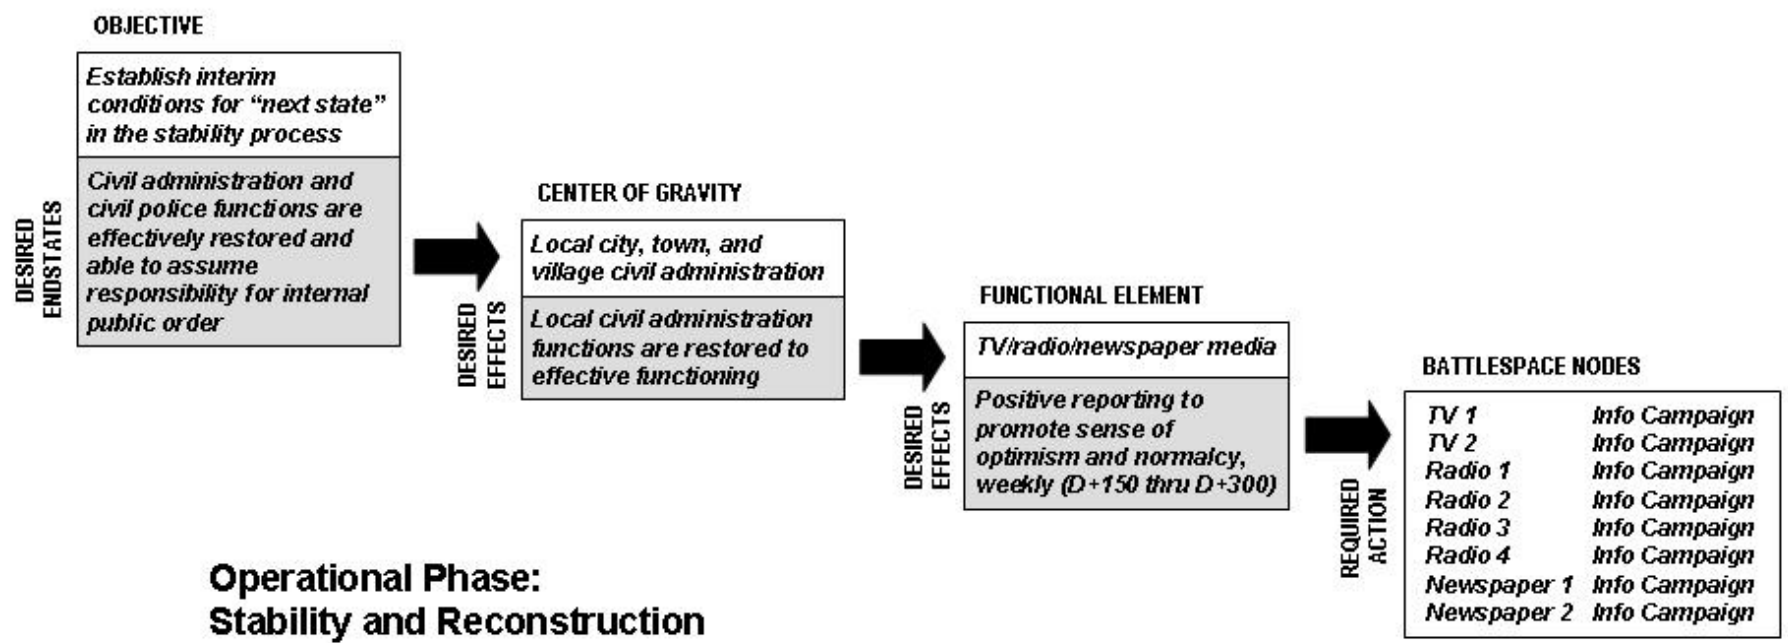 OBJECTIVE
Establish interim
conditions for “next state”
in the stability process
Civil administration and
civil police functions are
effectively restored and
able to assume
responsibility for internal
public order
DESIRED
ENDSTATES
CENTER OF GRAVITY
Local city, town, and
village civil administration
Local civil administration
functions are restored to
effective functioning
DESIRED
EFFECTS
FUNCTIONAL ELEMENT
TV/radio/newspaper media
Positive reporting to
promote sense of
optimism and normalcy,
weekly (D+150 thru D+300)
DESIRED
EFFECTS
BATTLESPACE NODES
TV 1 Info Campaign
TV 2 Info Campaign
Radio 1 Info Campaign
Radio 2 Info Campaign
Radio 3 Info Campaign
Radio 4 Info Campaign
Newspaper 1 Info Campaign
Newspaper 2 Info Campaign
REQUIRED
ACTION
Operational Phase:
Stability and Reconstruction